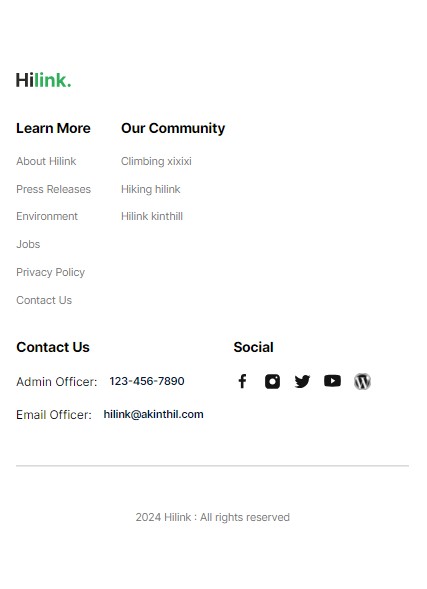 Hilink.
Learn More
About Hilink
Press Releases
Environment
Jobs
Privacy Policy
Contact Us
Our Community
Climbing xixixi
Hiking hilink
Hilink kinthill
Contact Us
Admin Officer: 123-456-7890
Email Officer: hilink@akinthil.com
Social
2024 Hilink : All rights reserved